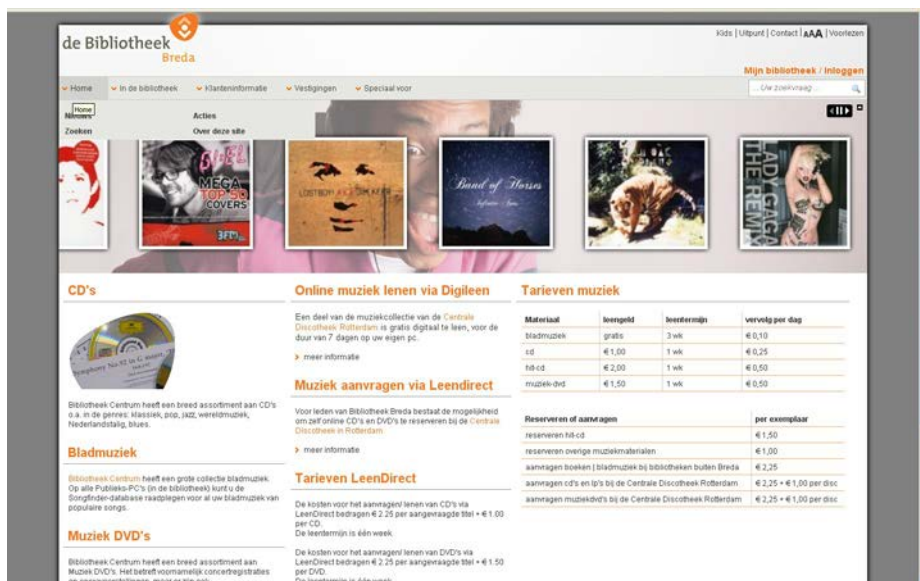 de Bibliotheek
Breda
Kids | Uitpunt | Contact | AAA | Voorlezen
Mijn bibliotheek / Inloggen
Home In de bibliotheek Klanteninformatie Vestigingen Speciaal voor
... Uw zoekvraag ...
Home
Nieuws Acties
Zoeken Over deze site
MEGA
TOP 50
COVERS
3FM
LOST BOY
Band of Horses
LADY GAGA
THE REMIX
CD's
Symphony No.92 in G major
Bibliotheek Centrum heeft een breed assortiment aan CD's
o.a. in de genres: klassiek, pop, jazz, wereldmuziek,
Nederlandstalig, blues.
Bladmuziek
Bibliotheek Centrum heeft een grote collectie bladmuziek.
Op alle Publieks-PC's (in de bibliotheek) kunt u de
Songfinder-database raadplegen voor al uw bladmuziek van
populaire songs.
Muziek DVD's
Bibliotheek Centrum heeft een breed assortiment aan
Muziek DVD's. Het betreft voornamelijk concertregistraties
Online muziek lenen via Digileen
Een deel van de muziekcollectie van de Centrale
Discotheek Rotterdam is gratis digitaal te leen, voor de
duur van 7 dagen op uw eigen pc.
meer informatie
Muziek aanvragen via Leendirect
Voor leden van Bibliotheek Breda bestaat de mogelijkheid
om zelf online CD's en DVD's te reserveren bij de Centrale
Discotheek in Rotterdam
meer informatie
Tarieven LeenDirect
De kosten voor het aanvragen/ lenen van CD's via
LeenDirect bedragen € 2.25 per aangevraagde titel + € 1.00
per CD.
De leentermijn is één week.
De kosten voor het aanvragen/ lenen van DVD's via
LeenDirect bedragen € 2.25 per aangevraagde titel + € 1.50
per DVD.
De leentermijn is één week
Tarieven muziek
Materiaal leengeld leentermijn vervolg per dag
bladmuziek gratis 3 wk € 0,10
cd € 1,00 1 wk € 0,25
hit-cd € 2,00 1 wk € 0,50
muziek-dvd € 1,50 1 wk € 0,50
Reserveren of aanvragen per exemplaar
reserveren hit-cd € 1,50
reserveren overige muziekmaterialen € 1,00
aanvragen boeken | bladmuziek bij bibliotheken buiten Breda € 2,25
aanvragen cd's en lp's bij de Centrale Discotheek Rotterdam € 2,25 + € 1,00 per disc
aanvragen muziekdvd's bij de Centrale Discotheek Rotterdam € 2,25 + € 1,00 per disc